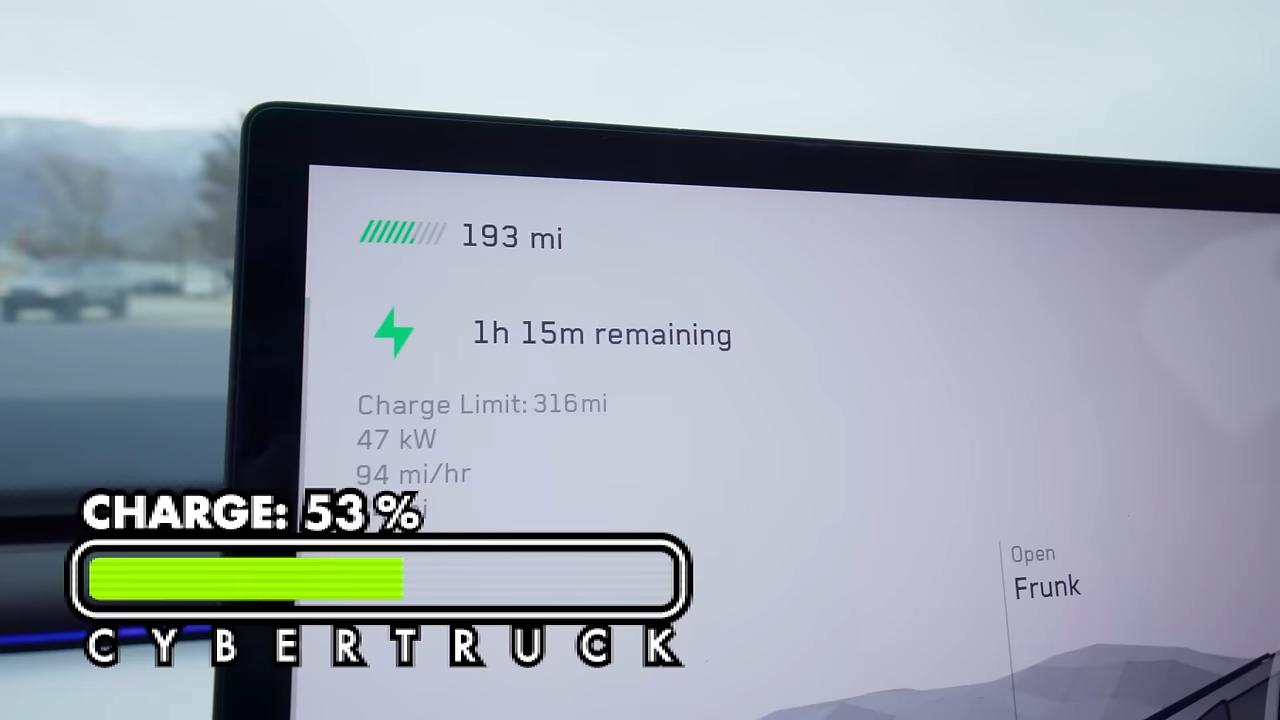 193 mi
1h 15m remaining
Charge Limit: 316mi
47 kW
94 mi/hr
CHARGE: 53%
CYBERTRUCK
Open
Frunk